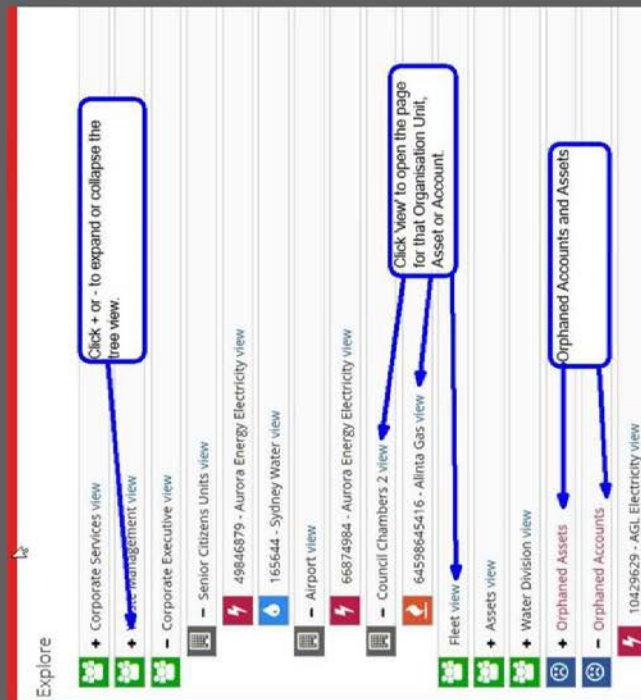 Explore
+ Corporate Services view
Click + or - to expand or collapse the
tree view.
+ Management view
– Corporate Executive view
– Senior Citizens Units view
49846879 - Aurora Energy Electricity view
165644 - Sydney Water view
– Airport view
66874984 - Aurora Energy Electricity view
– Council Chambers 2 view
Click 'view' to open the page
for that Organisation Unit,
Asset or Account.
64598645416 - Alinta Gas view
Fleet view
+ Assets view
+ Water Division view
+ Orphaned Assets
Orphaned Accounts and Assets
– Orphaned Accounts
10429629 - AGL Electricity view